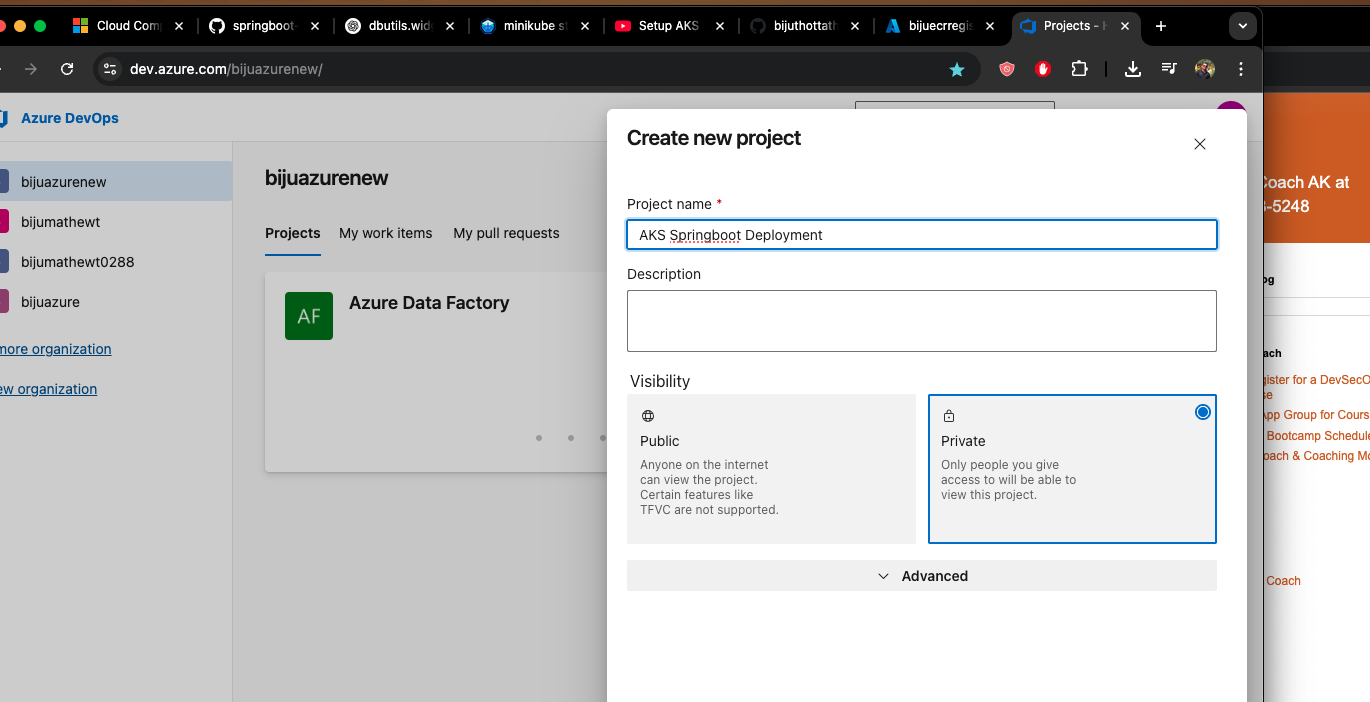 Cloud Com
springboot-
dbutils.wid
minikube st
Setup AKS
bijuthottath
bijuecrregis
Projects - H
dev.azure.com/bijuazurenew/
Azure DevOps
bijuazurenew
bijumathewt
bijumathewt0288
bijuazure
more organization
ew organization
bijuazurenew
Projects
My work items
My pull requests
AF
Azure Data Factory
Create new project
Project name *
AKS Springboot Deployment
Description
Visibility
Public
Anyone on the internet
can view the project.
Certain features like
TFVC are not supported.
Private
Only people you give
access to will be able to
view this project.
Advanced
Coach AK at
3-5248
og
ach
gister for a DevSecO
se
App Group for Cours
Bootcamp Schedule
oach & Coaching Mo
Coach